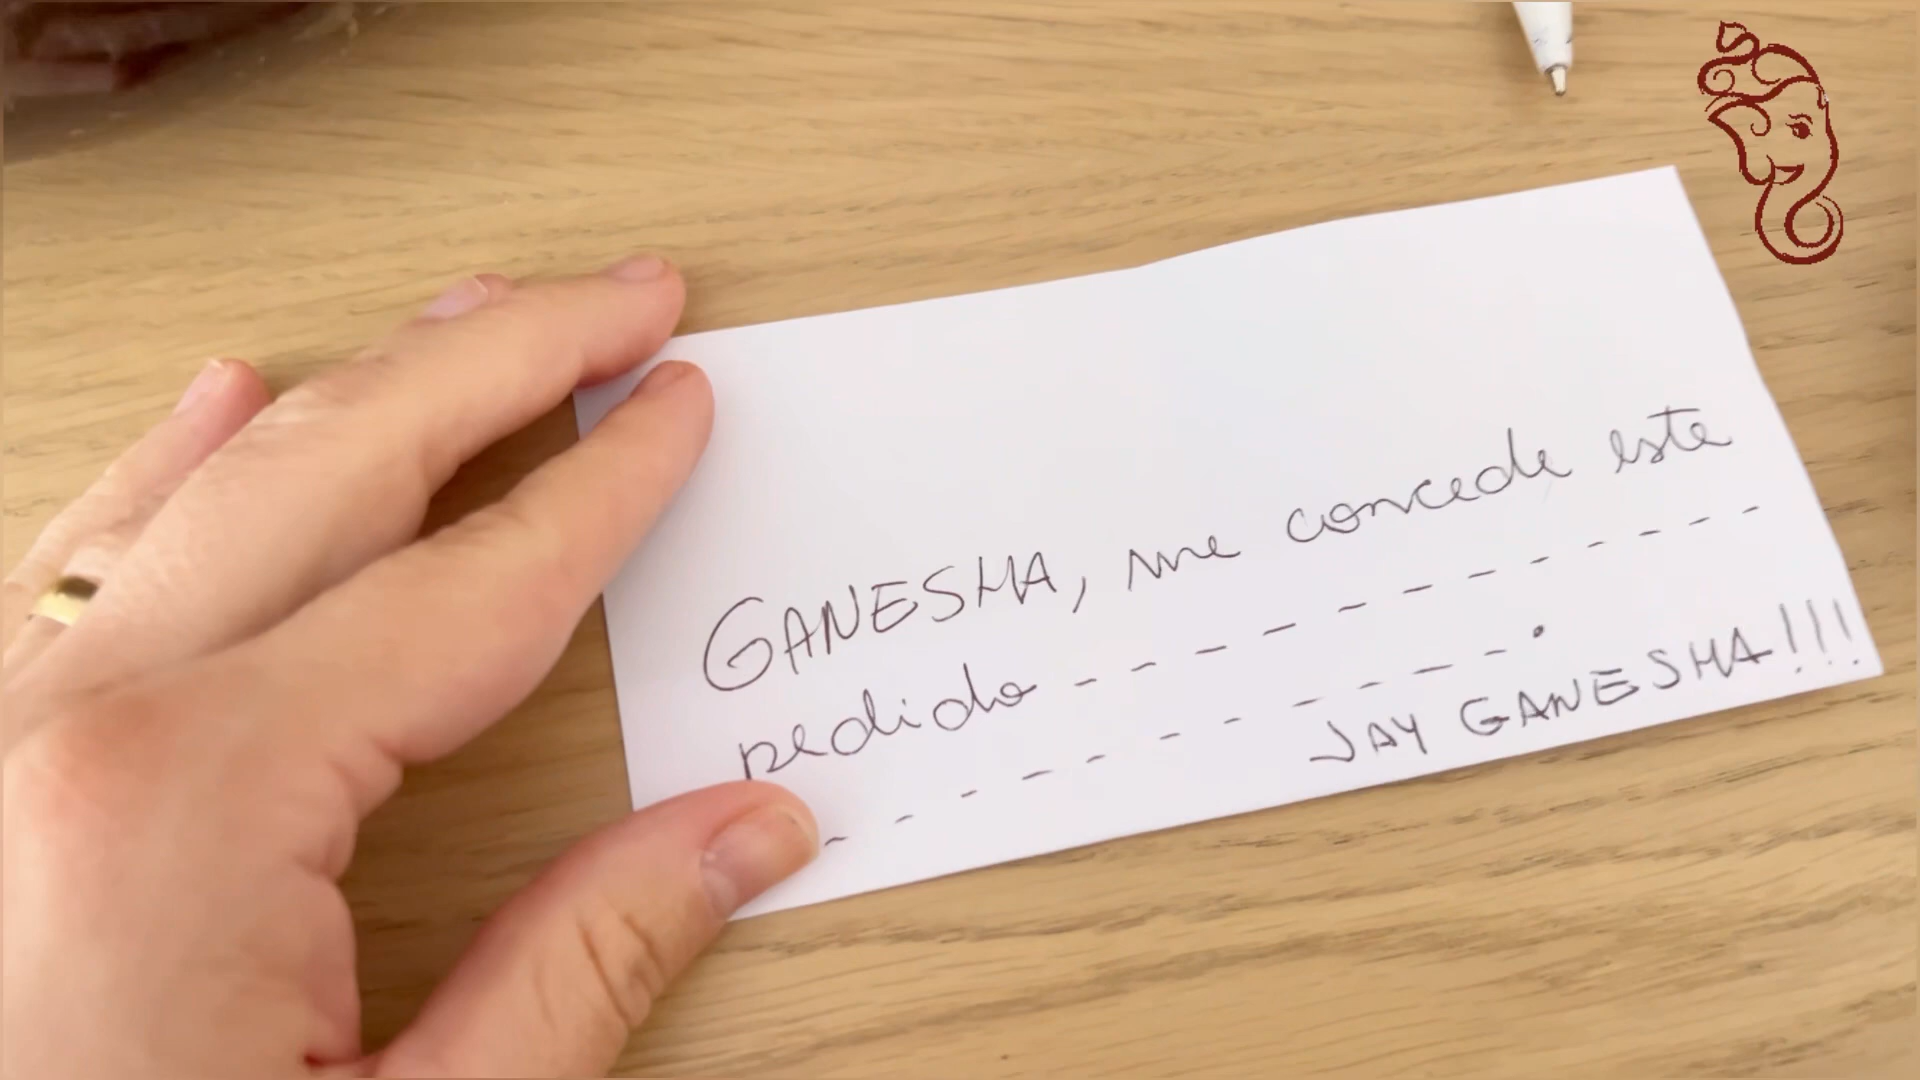 GANESHA, me concede este
pedido - - - - - - - - - - - -
- - - - - - - - - - - .
JAY GANESHA!!!